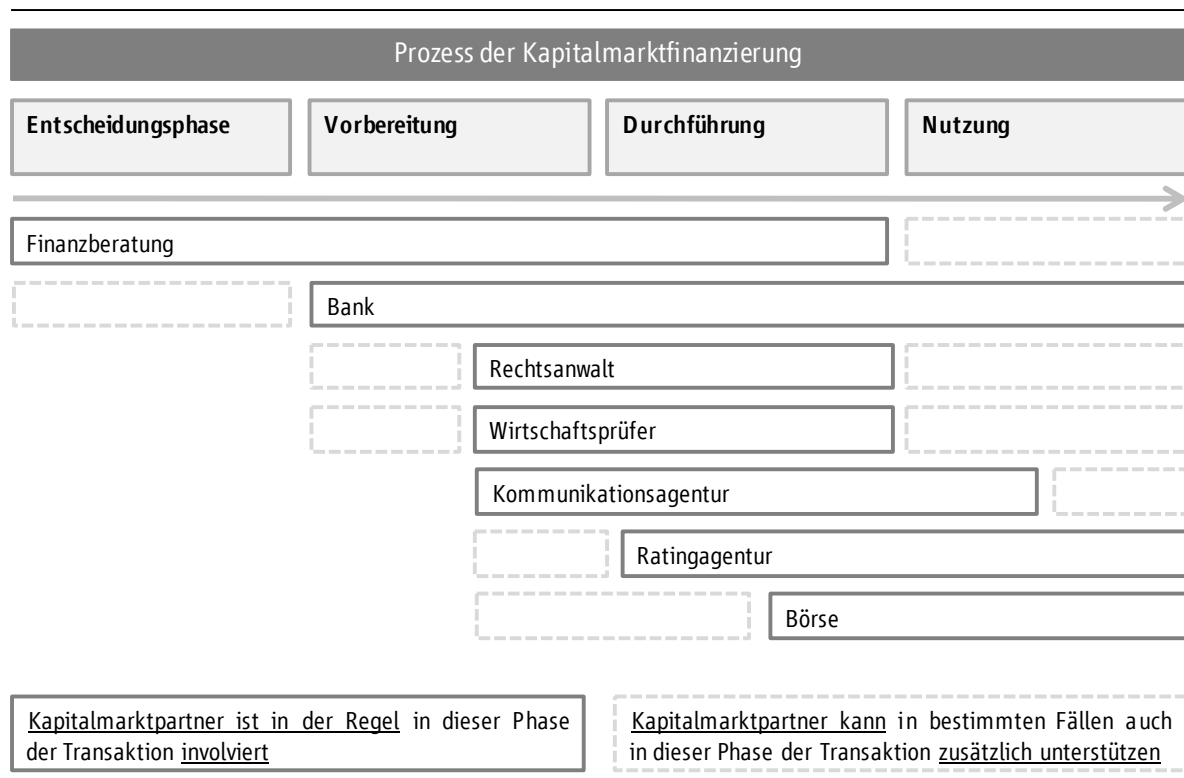 Prozess der Kapitalmarktfinanzierung
Entscheidungsphase
Vorbereitung
Durchführung
Nutzung
Finanzberatung
Bank
Rechtsanwalt
Wirtschaftsprüfer
Kommunikationsagentur
Ratingagentur
Börse
Kapitalmarktpartner ist in der Regel in dieser Phase
der Transaktion involviert
Kapitalmarktpartner kann in bestimmten Fällen auch
in dieser Phase der Transaktion zusätzlich unterstützen